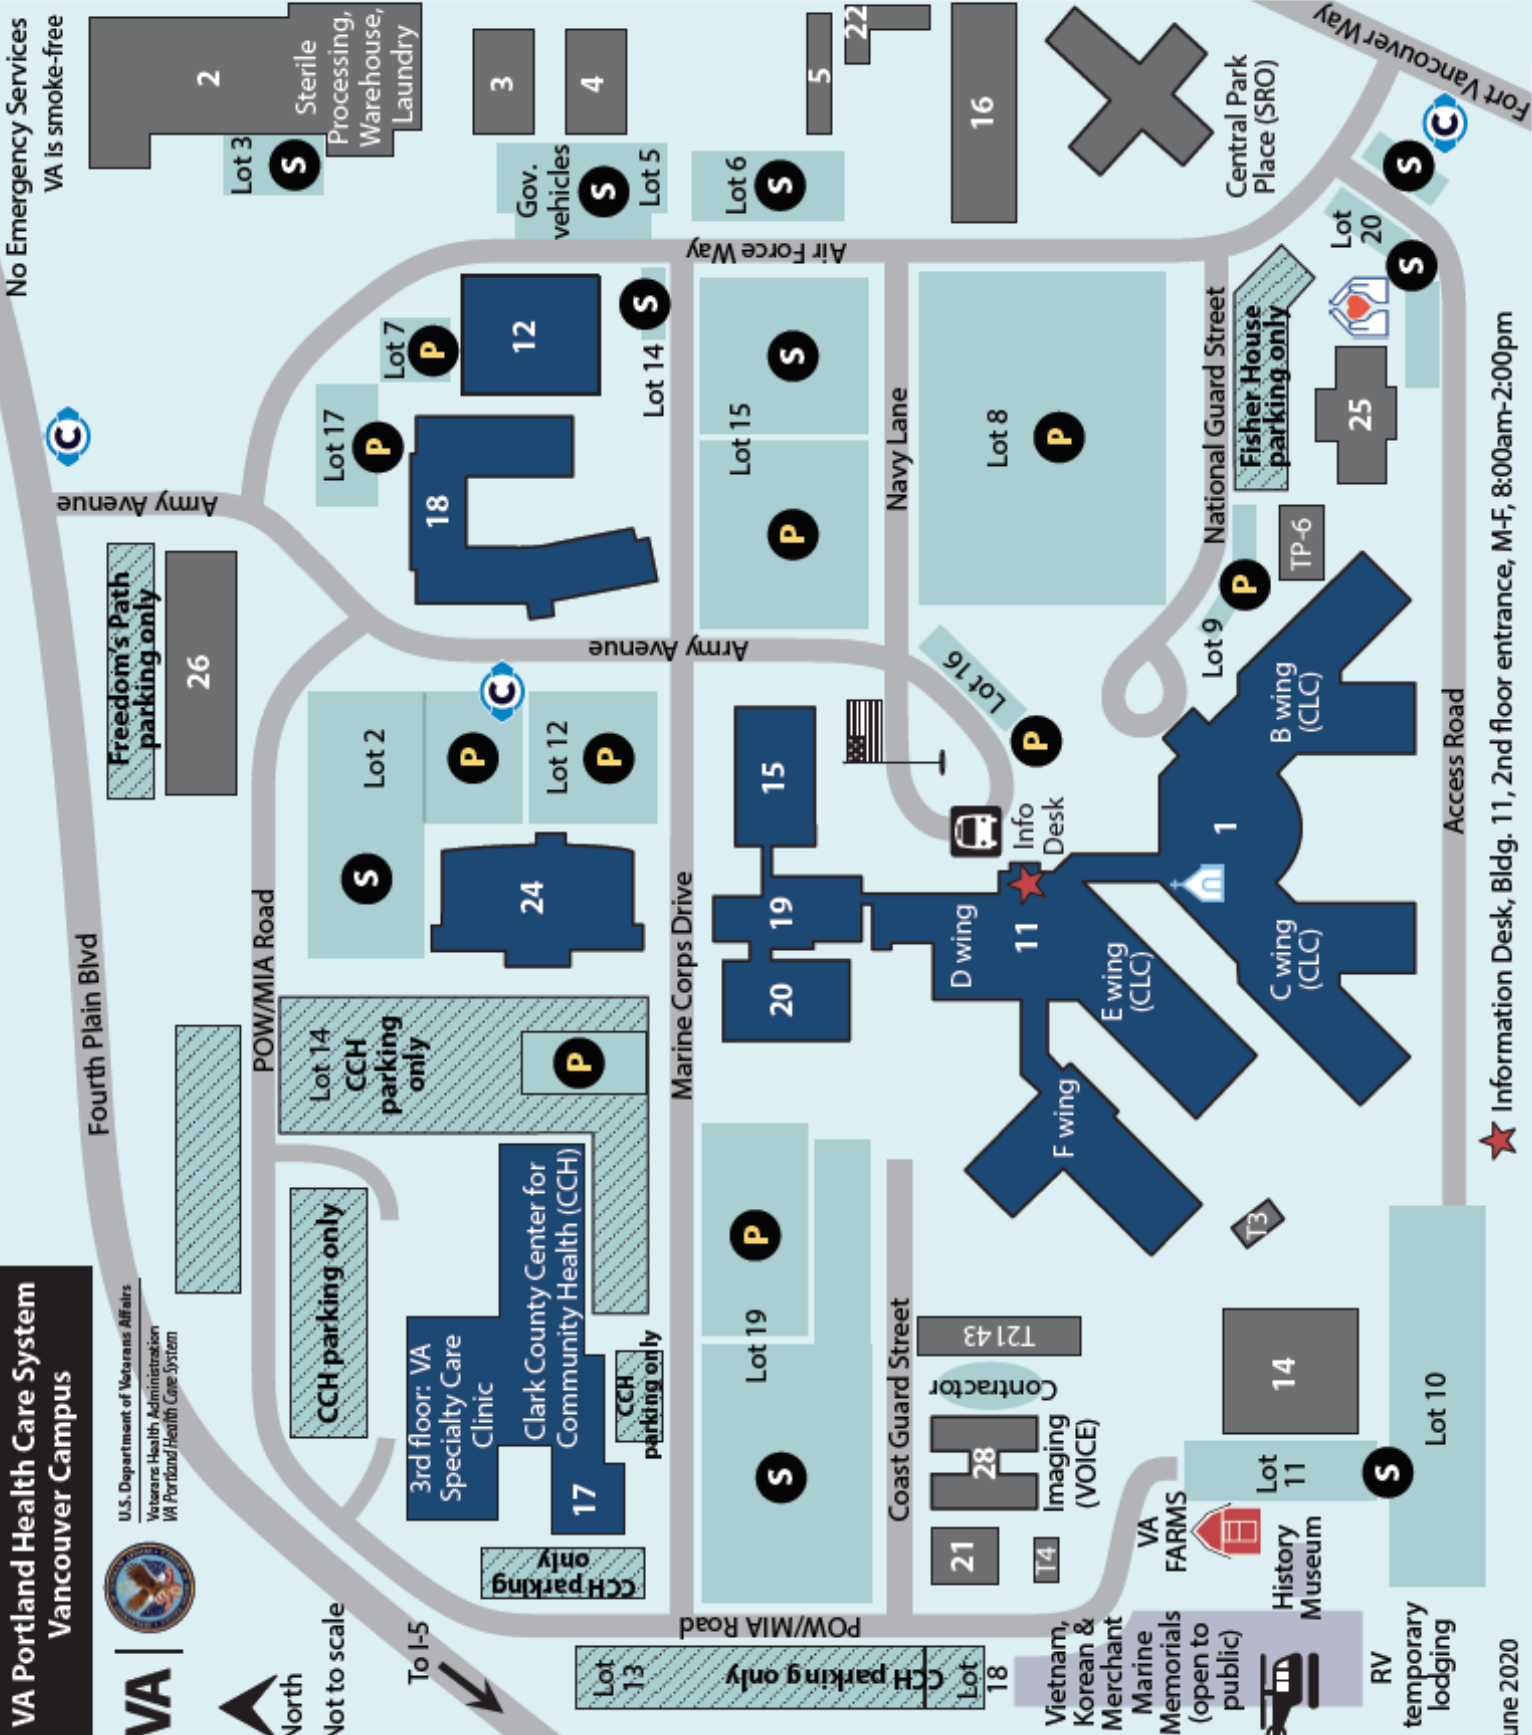 VA Portland Health Care System
Vancouver Campus
VA
U.S. Department of Veterans Affairs
Veterans Health Administration
VA Portland Health Care System
North
Not to scale
To I-5
No Emergency Services
VA is smoke-free
Fourth Plain Blvd
POW/MIA Road
Freedom's Path
parking only
26
Army Avenue
2
Sterile
Processing,
Warehouse,
Laundry
Lot 3
S
3
4
Gov.
vehicles
S
Lot 5
5
22
Lot 6
S
16
Central Park
Place (SRO)
Fort Vancouver Way
C
S
Lot
20
S
Air Force Way
C
Lot 17
P
Lot 7
P
12
18
Lot 14
S
CCH parking only
Lot 14
CCH
parking
only
P
Lot 2
S
P
C
Lot 12
P
24
3rd floor: VA
Specialty Care
Clinic
Clark County Center for
Community Health (CCH)
17
CCH
parking only
CCH parking
only
Marine Corps Drive
Army Avenue
Lot 15
P
S
Navy Lane
Lot 8
P
National Guard Street
Fisher House
parking only
25
TP-6
Lot 9
P
Lot 16
P
15
19
20
Info
Desk
D wing
11
E wing
(CLC)
F wing
1
B wing
(CLC)
C wing
(CLC)
Lot 19
P
S
Coast Guard Street
POW/MIA Road
Lot
13
CCH parking only
Lot
18
T2143
Contractor
28
Imaging
(VOICE)
21
T4
T3
14
VA
FARMS
Lot
11
S
Lot 10
History
Museum
Vietnam,
Korean &
Merchant
Marine
Memorials
(open to
public)
RV
temporary
lodging
Access Road
Information Desk, Bldg. 11, 2nd floor entrance, M-F, 8:00am-2:00pm
une 2020